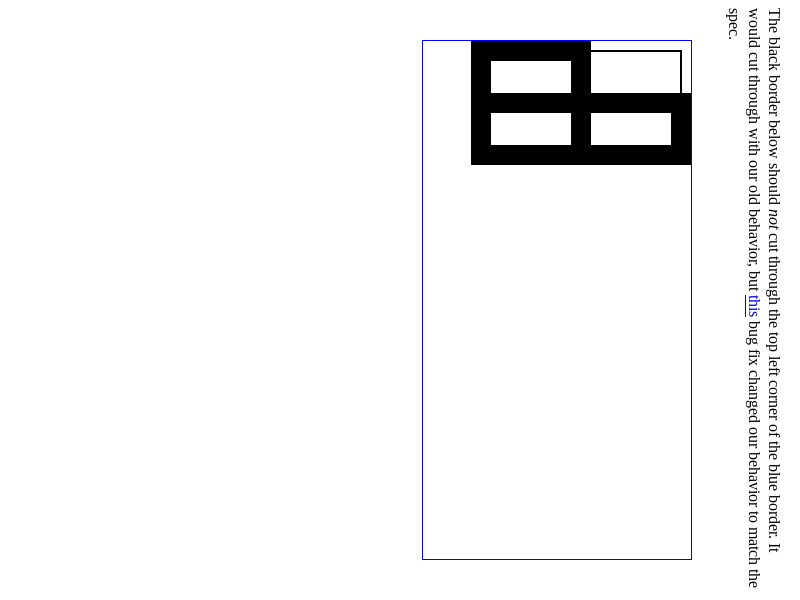 The black border below should not cut through the top left corner of the blue border. It
would cut through with our old behavior, but this bug fix changed our behavior to match the
spec.